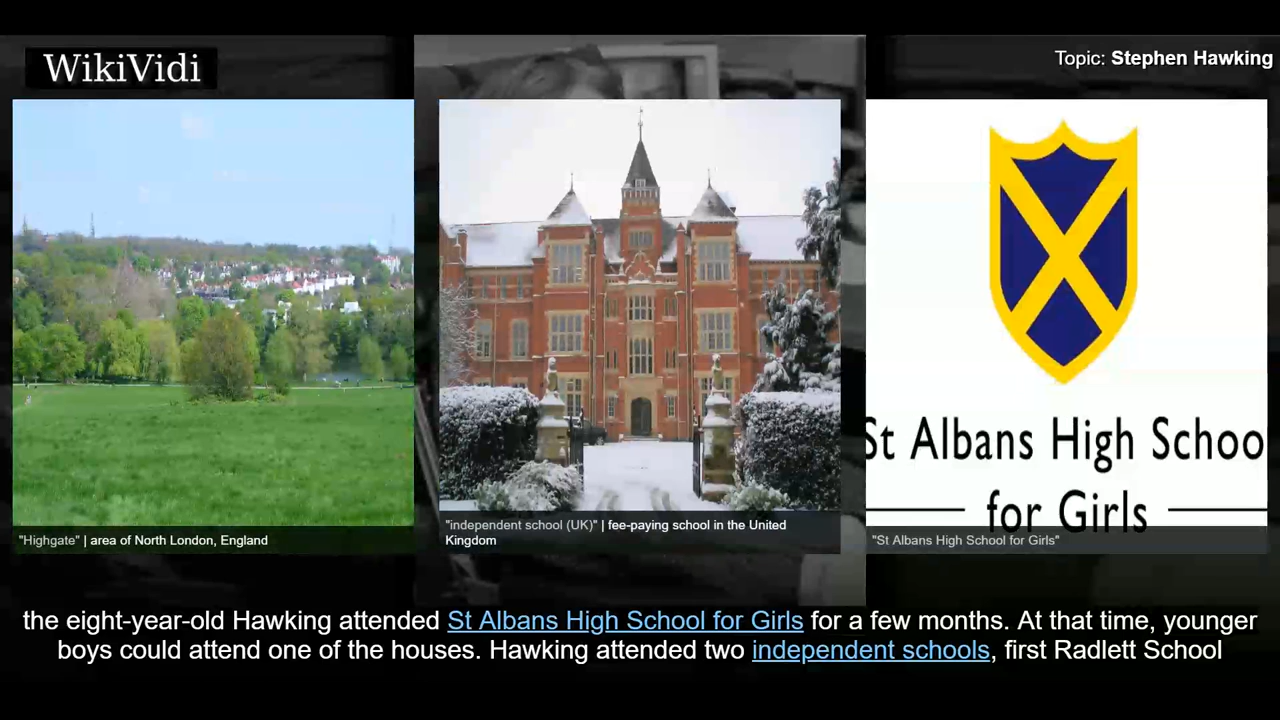 WikiVidi
Topic: Stephen Hawking
St Albans High Schoo
for Girls
"Highgate" | area of North London, England
"independent school (UK)" | fee-paying school in the United
Kingdom
"St Albans High School for Girls"
the eight-year-old Hawking attended St Albans High School for Girls for a few months. At that time, younger
boys could attend one of the houses. Hawking attended two independent schools, first Radlett School